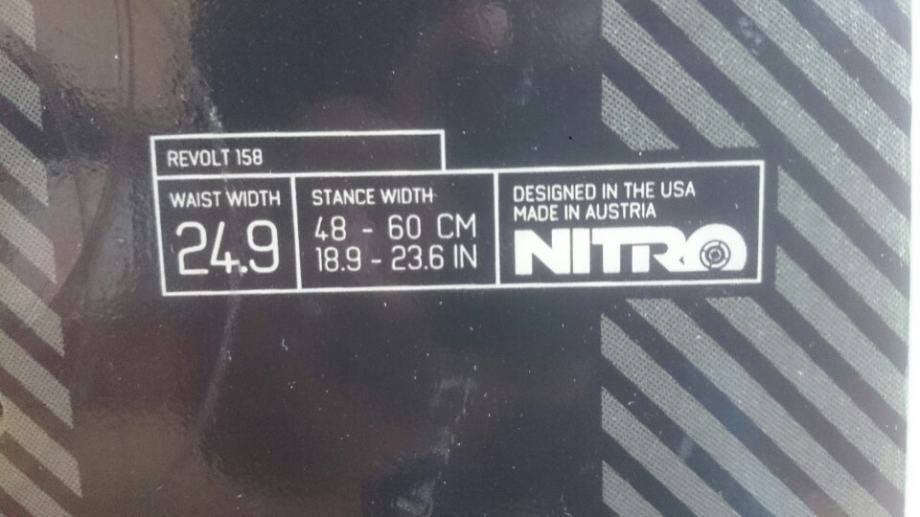 REVOLT 158
WAIST WIDTH
24.9
STANCE WIDTH
48 - 60 CM
18.9 - 23.6 IN
DESIGNED IN THE USA
MADE IN AUSTRIA
NITRO